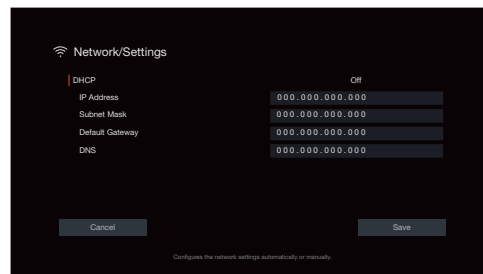 Network/Settings
DHCP Off
IP Address 000.000.000.000
Subnet Mask 000.000.000.000
Default Gateway 000.000.000.000
DNS 000.000.000.000
Cancel Save
Configures the network settings automatically or manually.